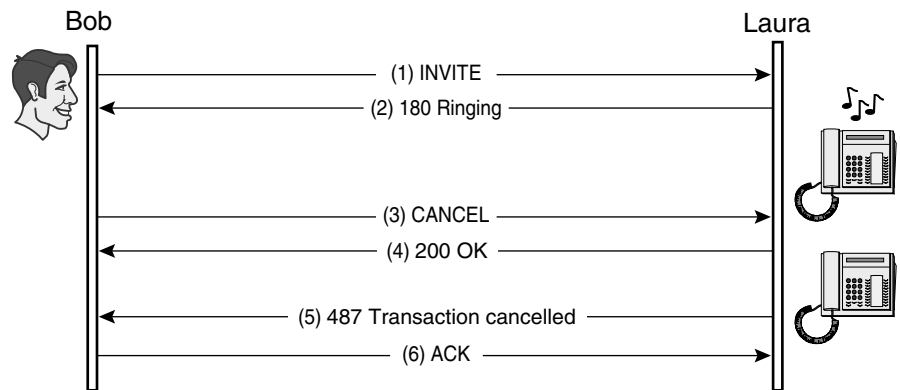 Bob
Laura
(1) INVITE
(2) 180 Ringing
(3) CANCEL
(4) 200 OK
(5) 487 Transaction cancelled
(6) ACK